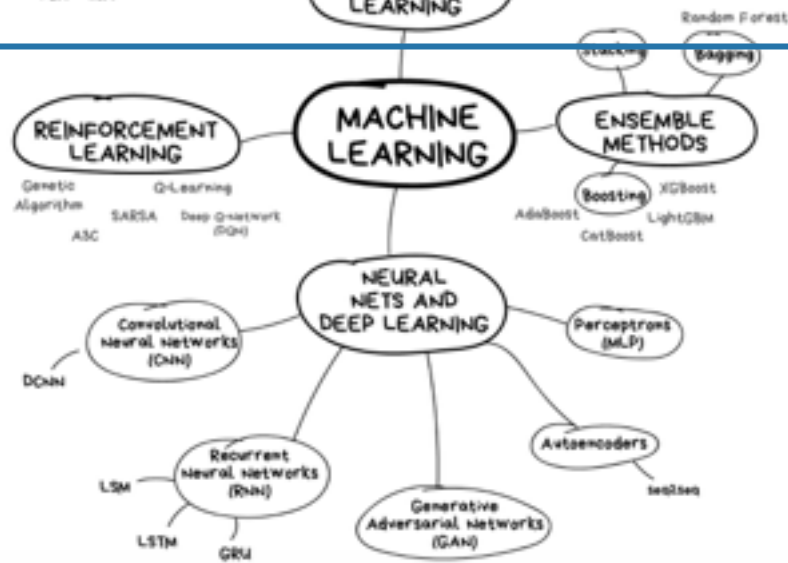 LEARNING
Random Forest
Stacking
Bagging
MACHINE
LEARNING
REINFORCEMENT
LEARNING
ENSEMBLE
METHODS
Genetic
Algorithm
Q-Learning
SARSA
Deep Q-Network
(DQN)
A3C
Boosting
XGBoost
AdaBoost
LightGBM
CatBoost
NEURAL
NETS AND
DEEP LEARNING
Convolutional
Neural Networks
(CNN)
DCNN
Perceptrons
(MLP)
Autoencoders
seq2seq
Recurrent
Neural Networks
(RNN)
LSM
LSTM
GRU
Generative
Adversarial Networks
(GAN)